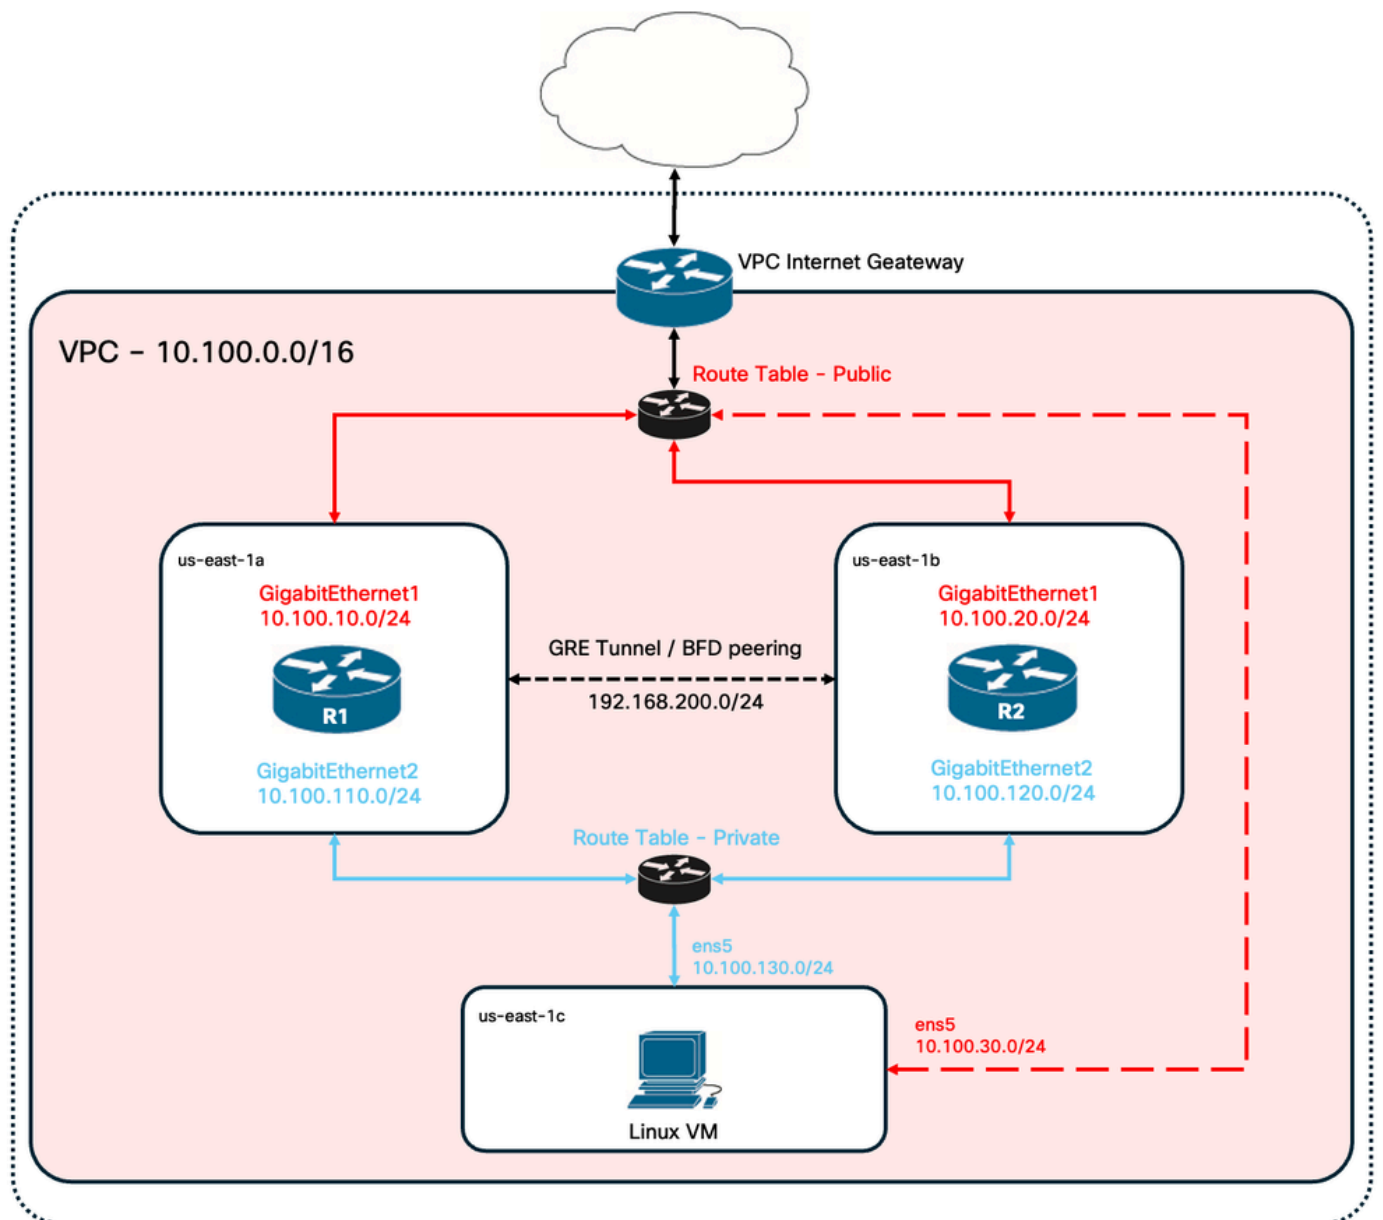 VPC Internet Geateway
VPC - 10.100.0.0/16
Route Table - Public
us-east-1a
GigabitEthernet1
10.100.10.0/24
R1
GigabitEthernet2
10.100.110.0/24
GRE Tunnel / BFD peering
192.168.200.0/24
us-east-1b
GigabitEthernet1
10.100.20.0/24
R2
GigabitEthernet2
10.100.120.0/24
Route Table - Private
ens5
10.100.130.0/24
us-east-1c
Linux VM
ens5
10.100.30.0/24